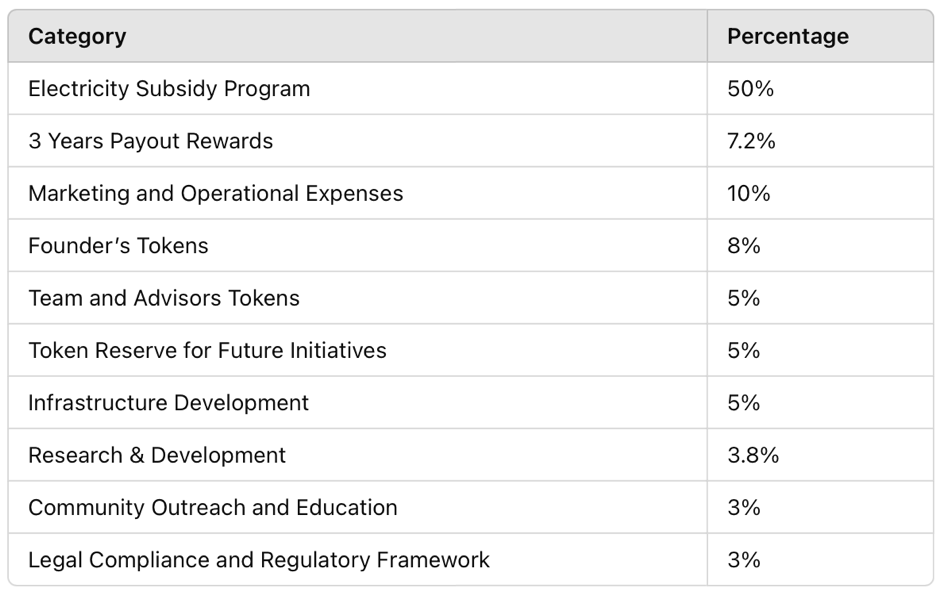 Category Percentage
Electricity Subsidy Program 50%
3 Years Payout Rewards 7.2%
Marketing and Operational Expenses 10%
Founder’s Tokens 8%
Team and Advisors Tokens 5%
Token Reserve for Future Initiatives 5%
Infrastructure Development 5%
Research & Development 3.8%
Community Outreach and Education 3%
Legal Compliance and Regulatory Framework 3%